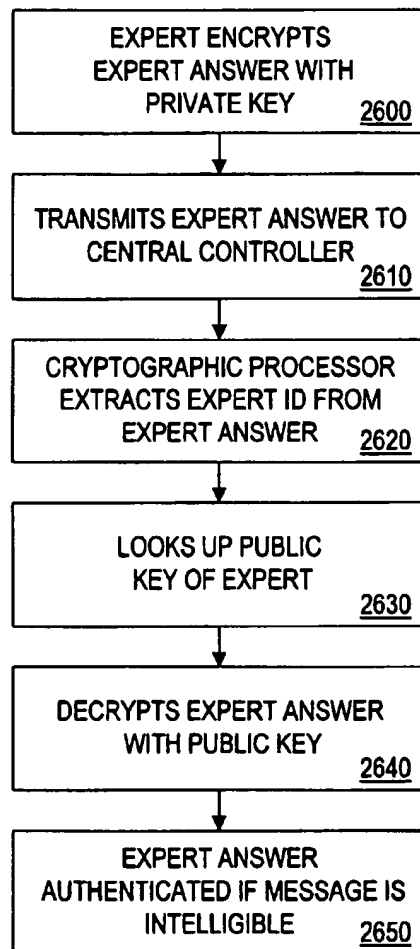 EXPERT ENCRYPTS
EXPERT ANSWER WITH
PRIVATE KEY
2600
TRANSMITS EXPERT ANSWER TO
CENTRAL CONTROLLER
2610
CRYPTOGRAPHIC PROCESSOR
EXTRACTS EXPERT ID FROM
EXPERT ANSWER
2620
LOOKS UP PUBLIC
KEY OF EXPERT
2630
DECRYPTS EXPERT ANSWER
WITH PUBLIC KEY
2640
EXPERT ANSWER
AUTHENTICATED IF MESSAGE IS
INTELLIGIBLE
2650